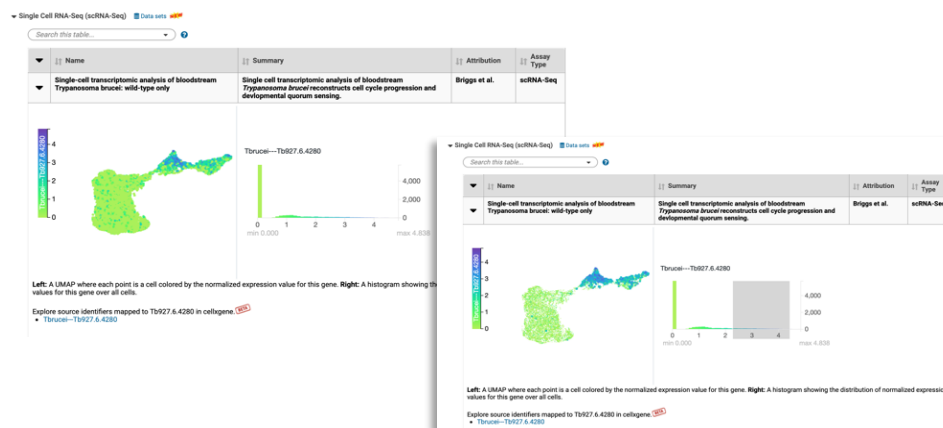 Single Cell RNA-Seq (scRNA-Seq) Data sets NEW
Search this table...
Name Summary Attribution Assay Type
Single-cell transcriptomic analysis of bloodstream
Trypanosoma brucei: wild-type only
Single cell transcriptomic analysis of bloodstream
Trypanosoma brucei reconstructs cell cycle progression and
devlopmental quorum sensing.
Briggs et al.
scRNA-Seq
Tbrucei---Tb927.6.4280
4
3
2
1
0
Tbrucei---Tb927.6.4280
4,000
2,000
0
0 1 2 3 4
min 0.000 max 4.838
Left: A UMAP where each point is a cell colored by the normalized expression value for this gene. Right: A histogram showing th
values for this gene over all cells.
Explore source identifiers mapped to Tb927.6.4280 in cellxgene. BETA
Tbrucei---Tb927.6.4280
Single Cell RNA-Seq (scRNA-Seq) Data sets NEW
Search this table...
Name Summary Attribution Assay Type
Single-cell transcriptomic analysis of bloodstream
Trypanosoma brucei: wild-type only
Single cell transcriptomic analysis of bloodstream
Trypanosoma brucei reconstructs cell cycle progression and
devlopmental quorum sensing.
Briggs et al.
scRNA-Se
Tbrucei---Tb927.6.4280
4
3
2
1
0
Tbrucei---Tb927.6.4280
4,000
2,000
0
0 1 2 3 4
min 0.000 max 4.838
Left: A UMAP where each point is a cell colored by the normalized expression value for this gene. Right: A histogram showing the distribution of normalized expressio
values for this gene over all cells.
Explore source identifiers mapped to Tb927.6.4280 in cellxgene. BETA
Tbrucei---Tb927.6.4280